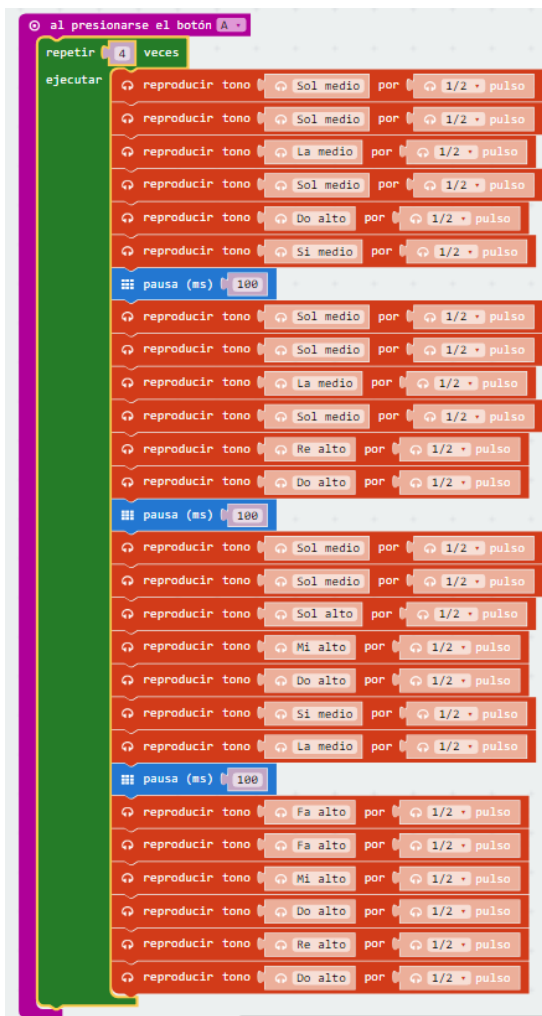 al presionarse el botón A
repetir 4 veces
ejecutar
reproducir tono Sol medio por 1/2 pulso
reproducir tono Sol medio por 1/2 pulso
reproducir tono La medio por 1/2 pulso
reproducir tono Sol medio por 1/2 pulso
reproducir tono Do alto por 1/2 pulso
reproducir tono Si medio por 1/2 pulso
pausa (ms) 100
reproducir tono Sol medio por 1/2 pulso
reproducir tono Sol medio por 1/2 pulso
reproducir tono La medio por 1/2 pulso
reproducir tono Sol medio por 1/2 pulso
reproducir tono Re alto por 1/2 pulso
reproducir tono Do alto por 1/2 pulso
pausa (ms) 100
reproducir tono Sol medio por 1/2 pulso
reproducir tono Sol medio por 1/2 pulso
reproducir tono Sol alto por 1/2 pulso
reproducir tono Mi alto por 1/2 pulso
reproducir tono Do alto por 1/2 pulso
reproducir tono Si medio por 1/2 pulso
reproducir tono La medio por 1/2 pulso
pausa (ms) 100
reproducir tono Fa alto por 1/2 pulso
reproducir tono Fa alto por 1/2 pulso
reproducir tono Mi alto por 1/2 pulso
reproducir tono Do alto por 1/2 pulso
reproducir tono Re alto por 1/2 pulso
reproducir tono Do alto por 1/2 pulso